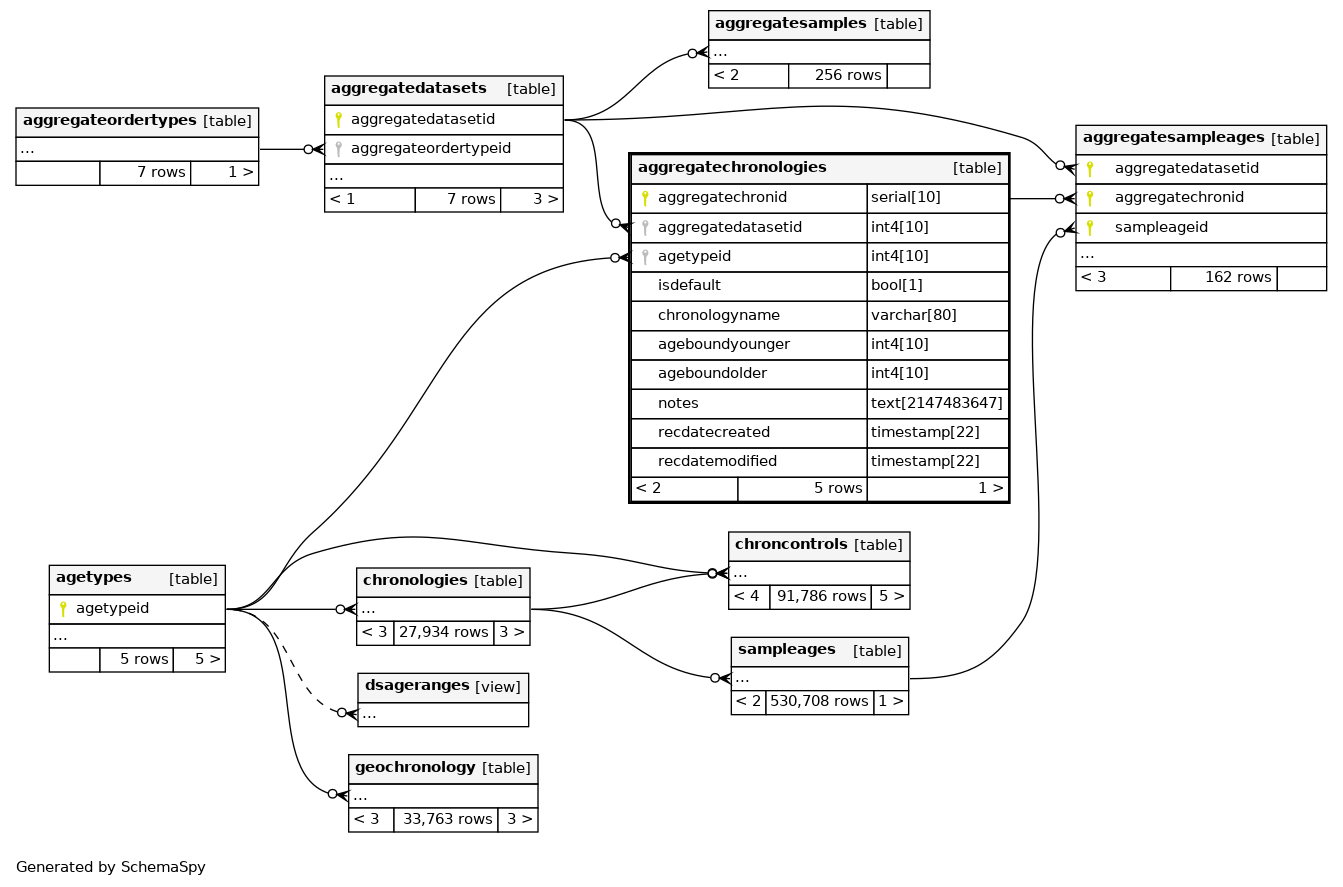 aggregatesamples [table]
...
< 2 256 rows
aggregatedatasets [table]
aggregatedatasetid
aggregateordertypeid
...
< 1 7 rows 3 >
aggregateordertypes [table]
...
7 rows 1 >
aggregatechronologies [table]
aggregatechronid serial[10]
aggregatedatasetid int4[10]
agetypeid int4[10]
isdefault bool[1]
chronologyname varchar[80]
ageboundyounger int4[10]
ageboundolder int4[10]
notes text[2147483647]
recdatecreated timestamp[22]
recdatemodified timestamp[22]
< 2 5 rows 1 >
aggregatesampleages [table]
aggregatedatasetid
aggregatechronid
sampleageid
...
< 3 162 rows
agetypes [table]
agetypeid
...
5 rows 5 >
chronologies [table]
...
< 3 27,934 rows 3 >
chroncontrols [table]
...
< 4 91,786 rows 5 >
sampleages [table]
...
< 2 530,708 rows 1 >
dsageranges [view]
...
geochronology [table]
...
< 3 33,763 rows 3 >
Generated by SchemaSpy